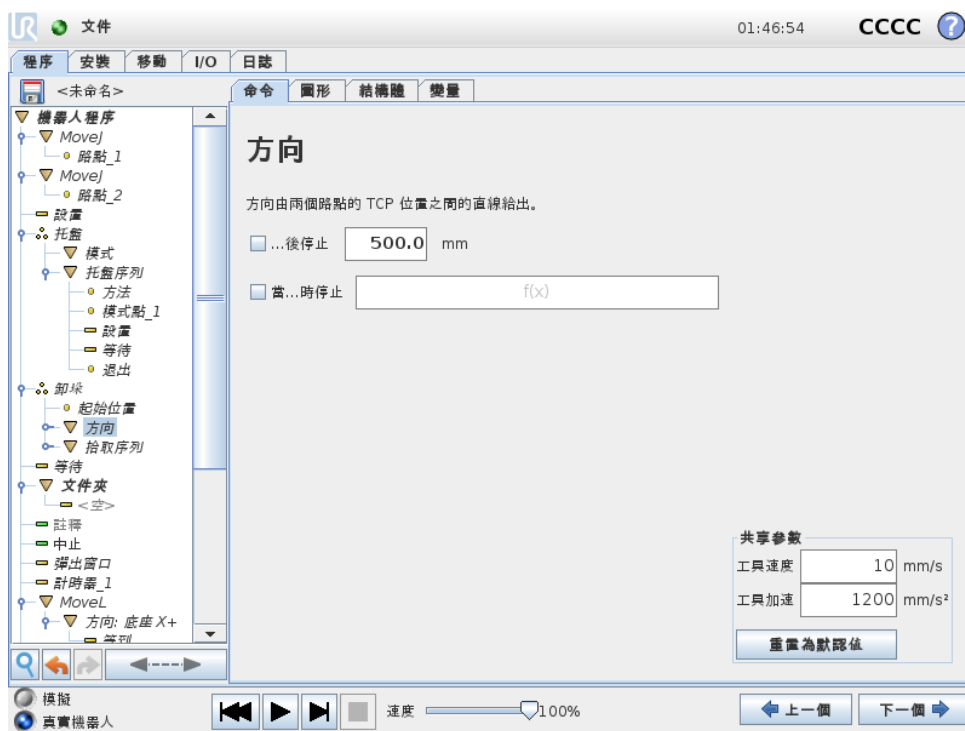 UR 文件 01:46:54 CCCC ?
程序 安裝 移動 I/O 日誌
<未命名>
命令 圖形 結構體 變量
機器人程序
MoveJ
路點_1
MoveJ
路點_2
設置
托盤
模式
托盤序列
方法
模式點_1
設置
等待
退出
卸垛
起始位置
方向
拾取序列
等待
文件夾
<空>
註釋
中止
彈出窗口
計時器_1
MoveL
方向: 底座 X+
等到
方向
方向由兩個路點的 TCP 位置之間的直線給出。
...後停止 500.0 mm
當...時停止 f(x)
共享參數
工具速度 10 mm/s
工具加速 1200 mm/s²
重置為默認值
模擬
真實機器人
速度 100%
上一個 下一個